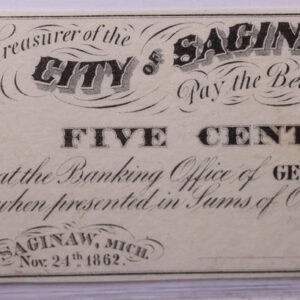 Treasurer of the
CITY OF SAGIN
Pay the Be
FIVE CENT
at the Banking Office of GE
when presented in Sums of O
SAGINAW, MICH.
Nov. 24th 1862.